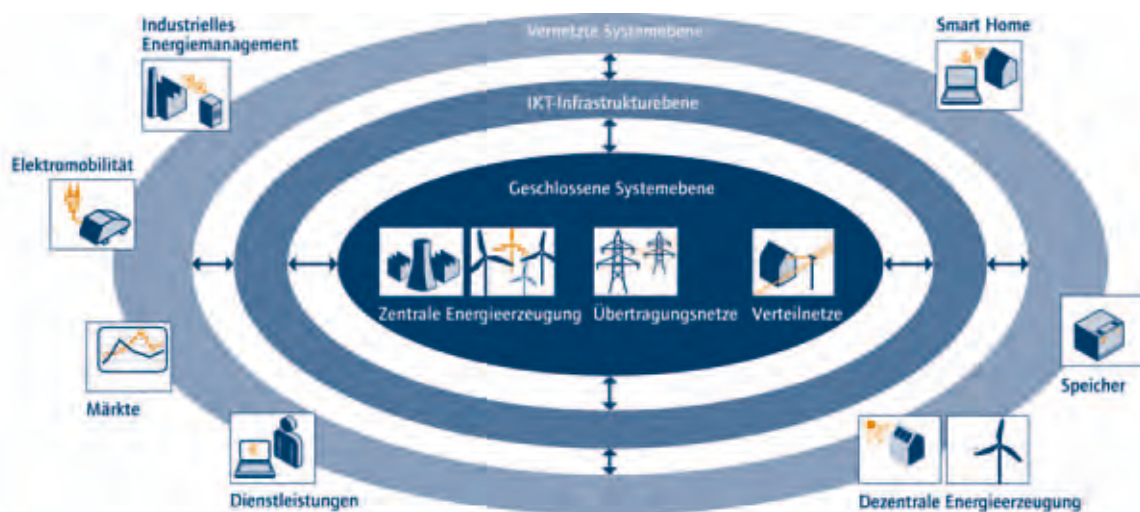 Industrielles
Energiemanagement
Vernetzte Systemebene
Smart Home
IKT-Infrastrukturebene
Elektromobilität
Geschlossene Systemebene
Zentrale Energieerzeugung
Übertragungsnetze
Verteilnetze
Speicher
Märkte
Dienstleistungen
Dezentrale Energieerzeugung